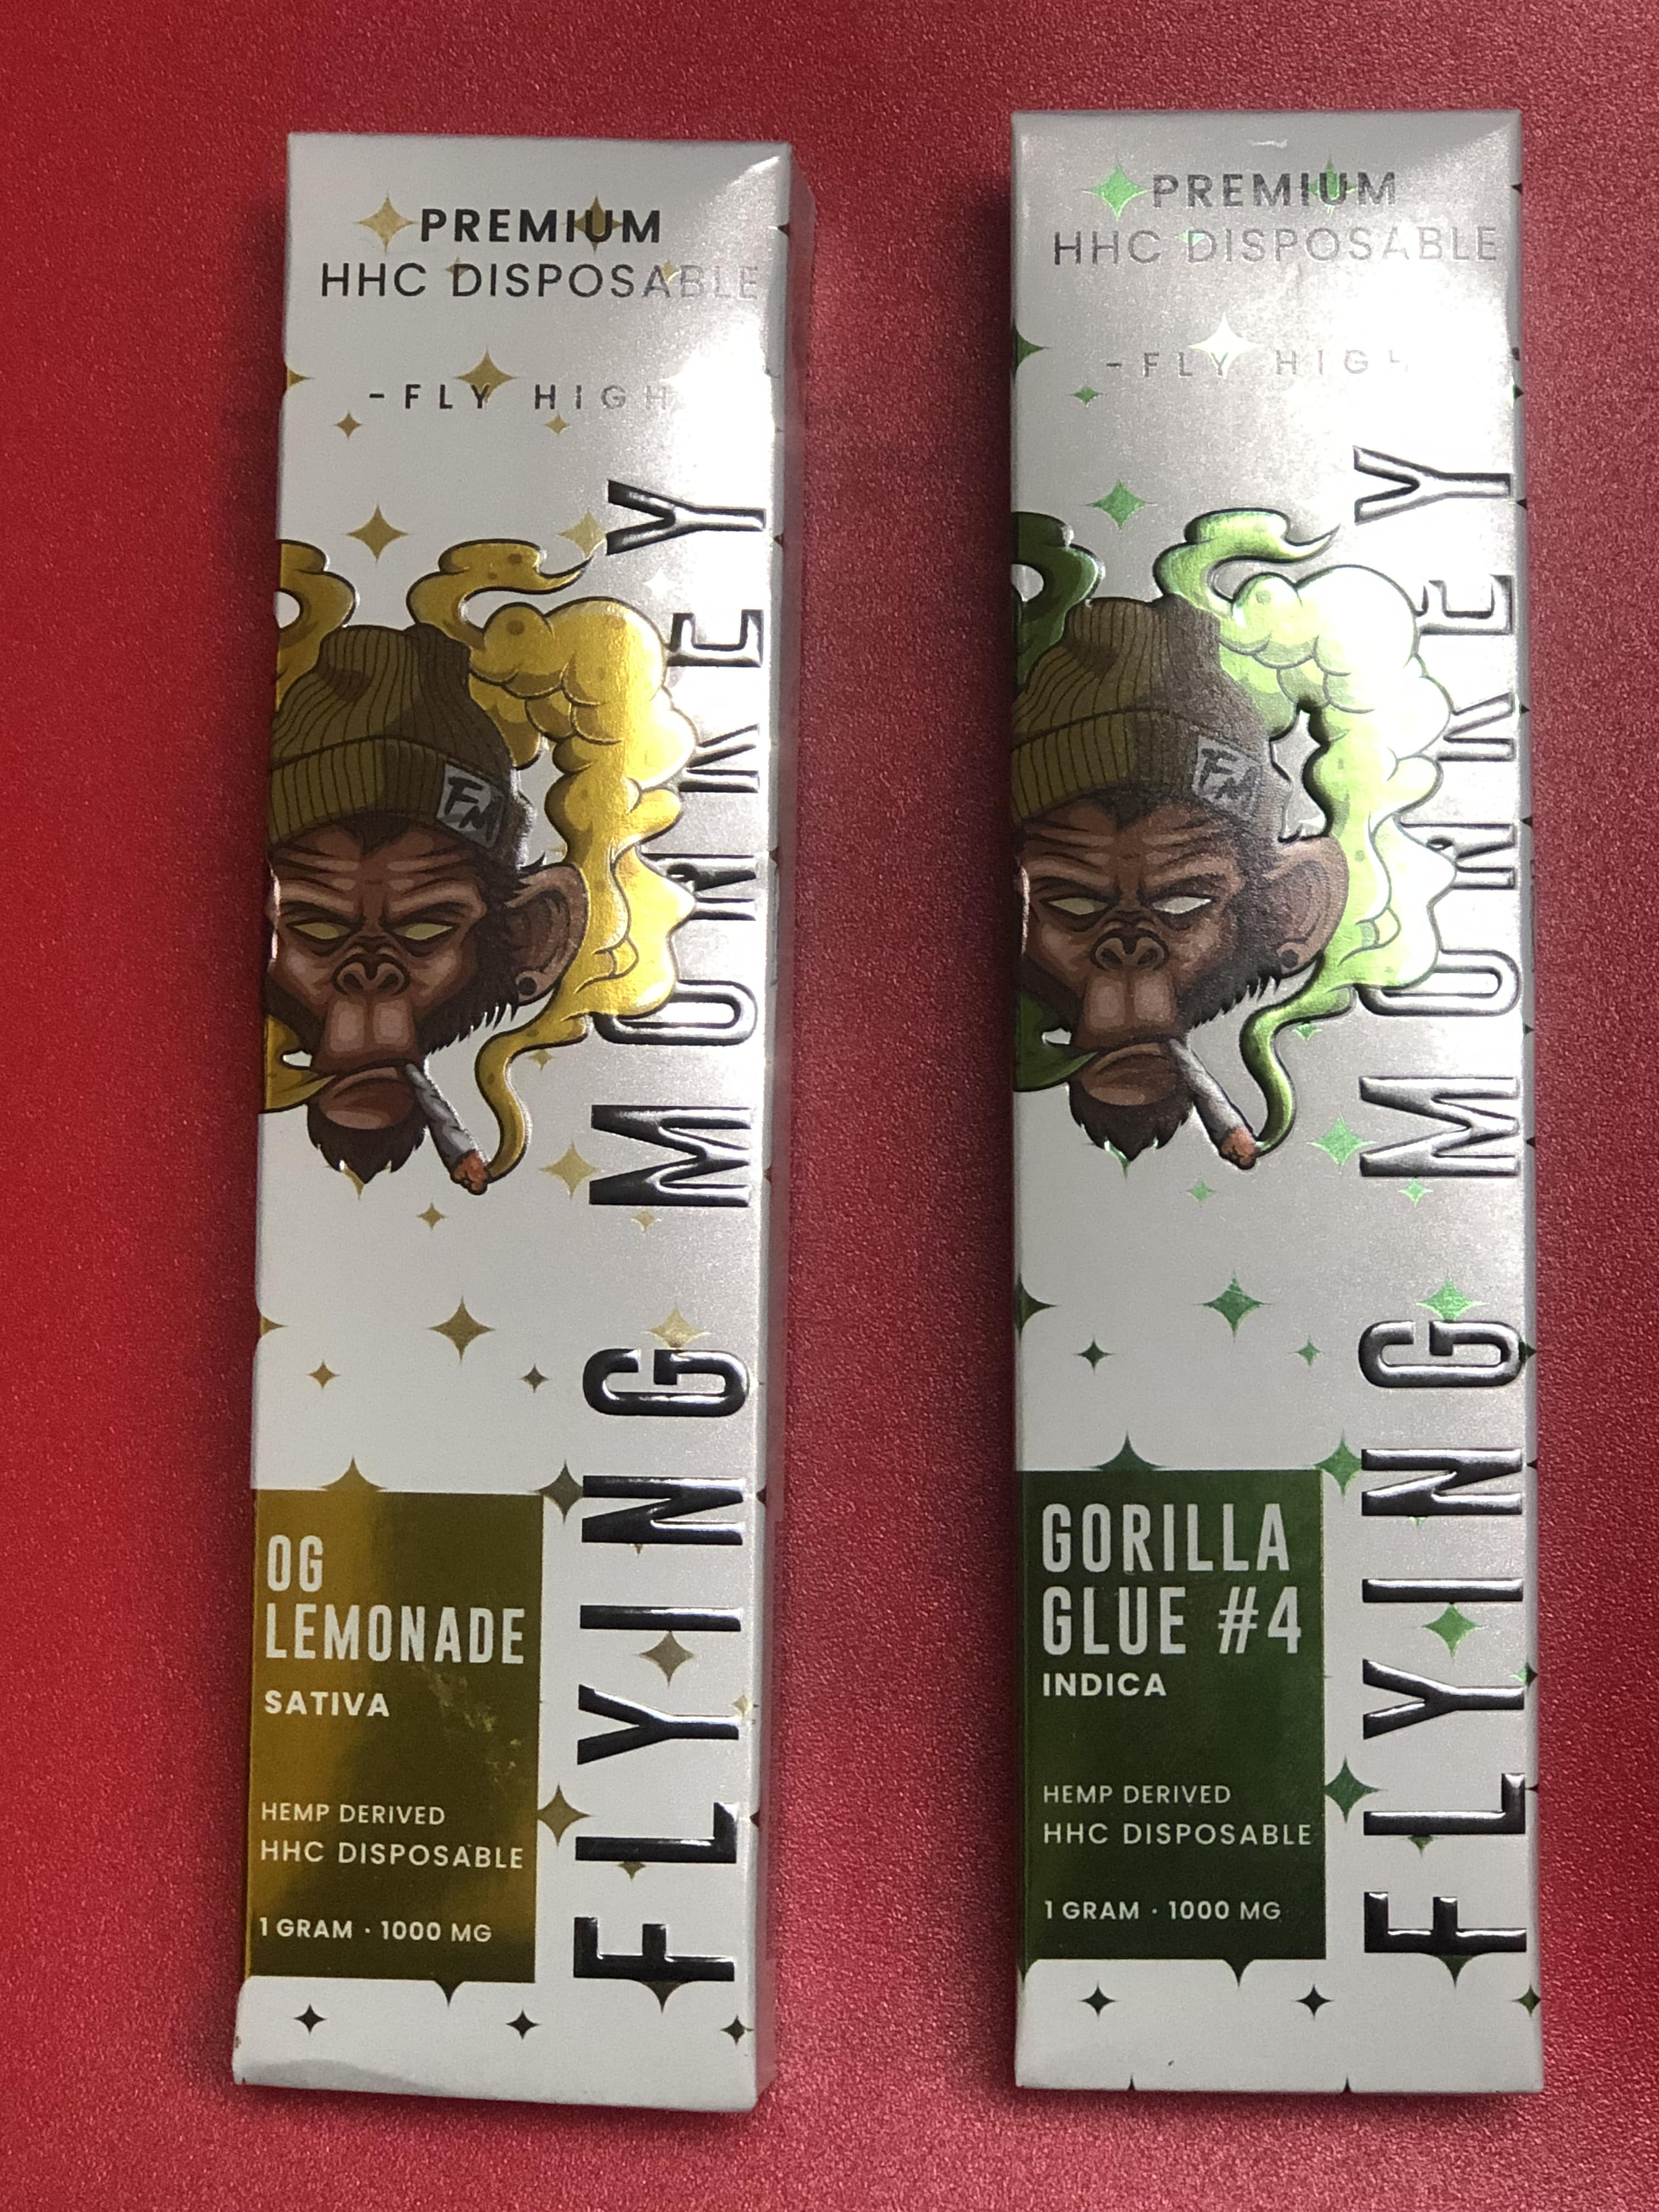 PREMIUM
HHC DISPOSABLE
-FLY HIGH
FM
FLYING MONKEY
OG
LEMONADE
SATIVA
HEMP DERIVED
HHC DISPOSABLE
1 GRAM · 1000 MG
PREMIUM
HHC DISPOSABLE
-FLY HIGH
FM
FLYING MONKEY
GORILLA
GLUE #4
INDICA
HEMP DERIVED
HHC DISPOSABLE
1 GRAM · 1000 MG